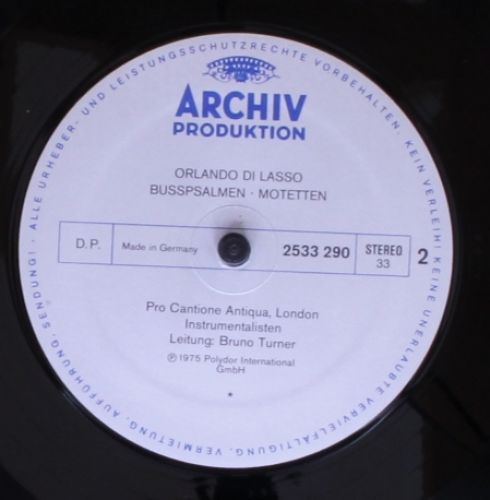 ALLE URHEBER- UND LEISTUNGSSCHUTZRECHTE VORBEHALTEN. KEIN VERLEIH! KEINE UNERLAUBTE VERVIELFÄLTIGUNG, VERMIETUNG, AUFFÜHRUNG, SENDUNG! ·
ARCHIV
PRODUKTION
ORLANDO DI LASSO
BUSSPSALMEN · MOTETTEN
D.P. Made in Germany 2533 290 STEREO 33 2
Pro Cantione Antiqua, London
Instrumentalisten
Leitung: Bruno Turner
Ⓟ 1975 Polydor International
GmbH
*